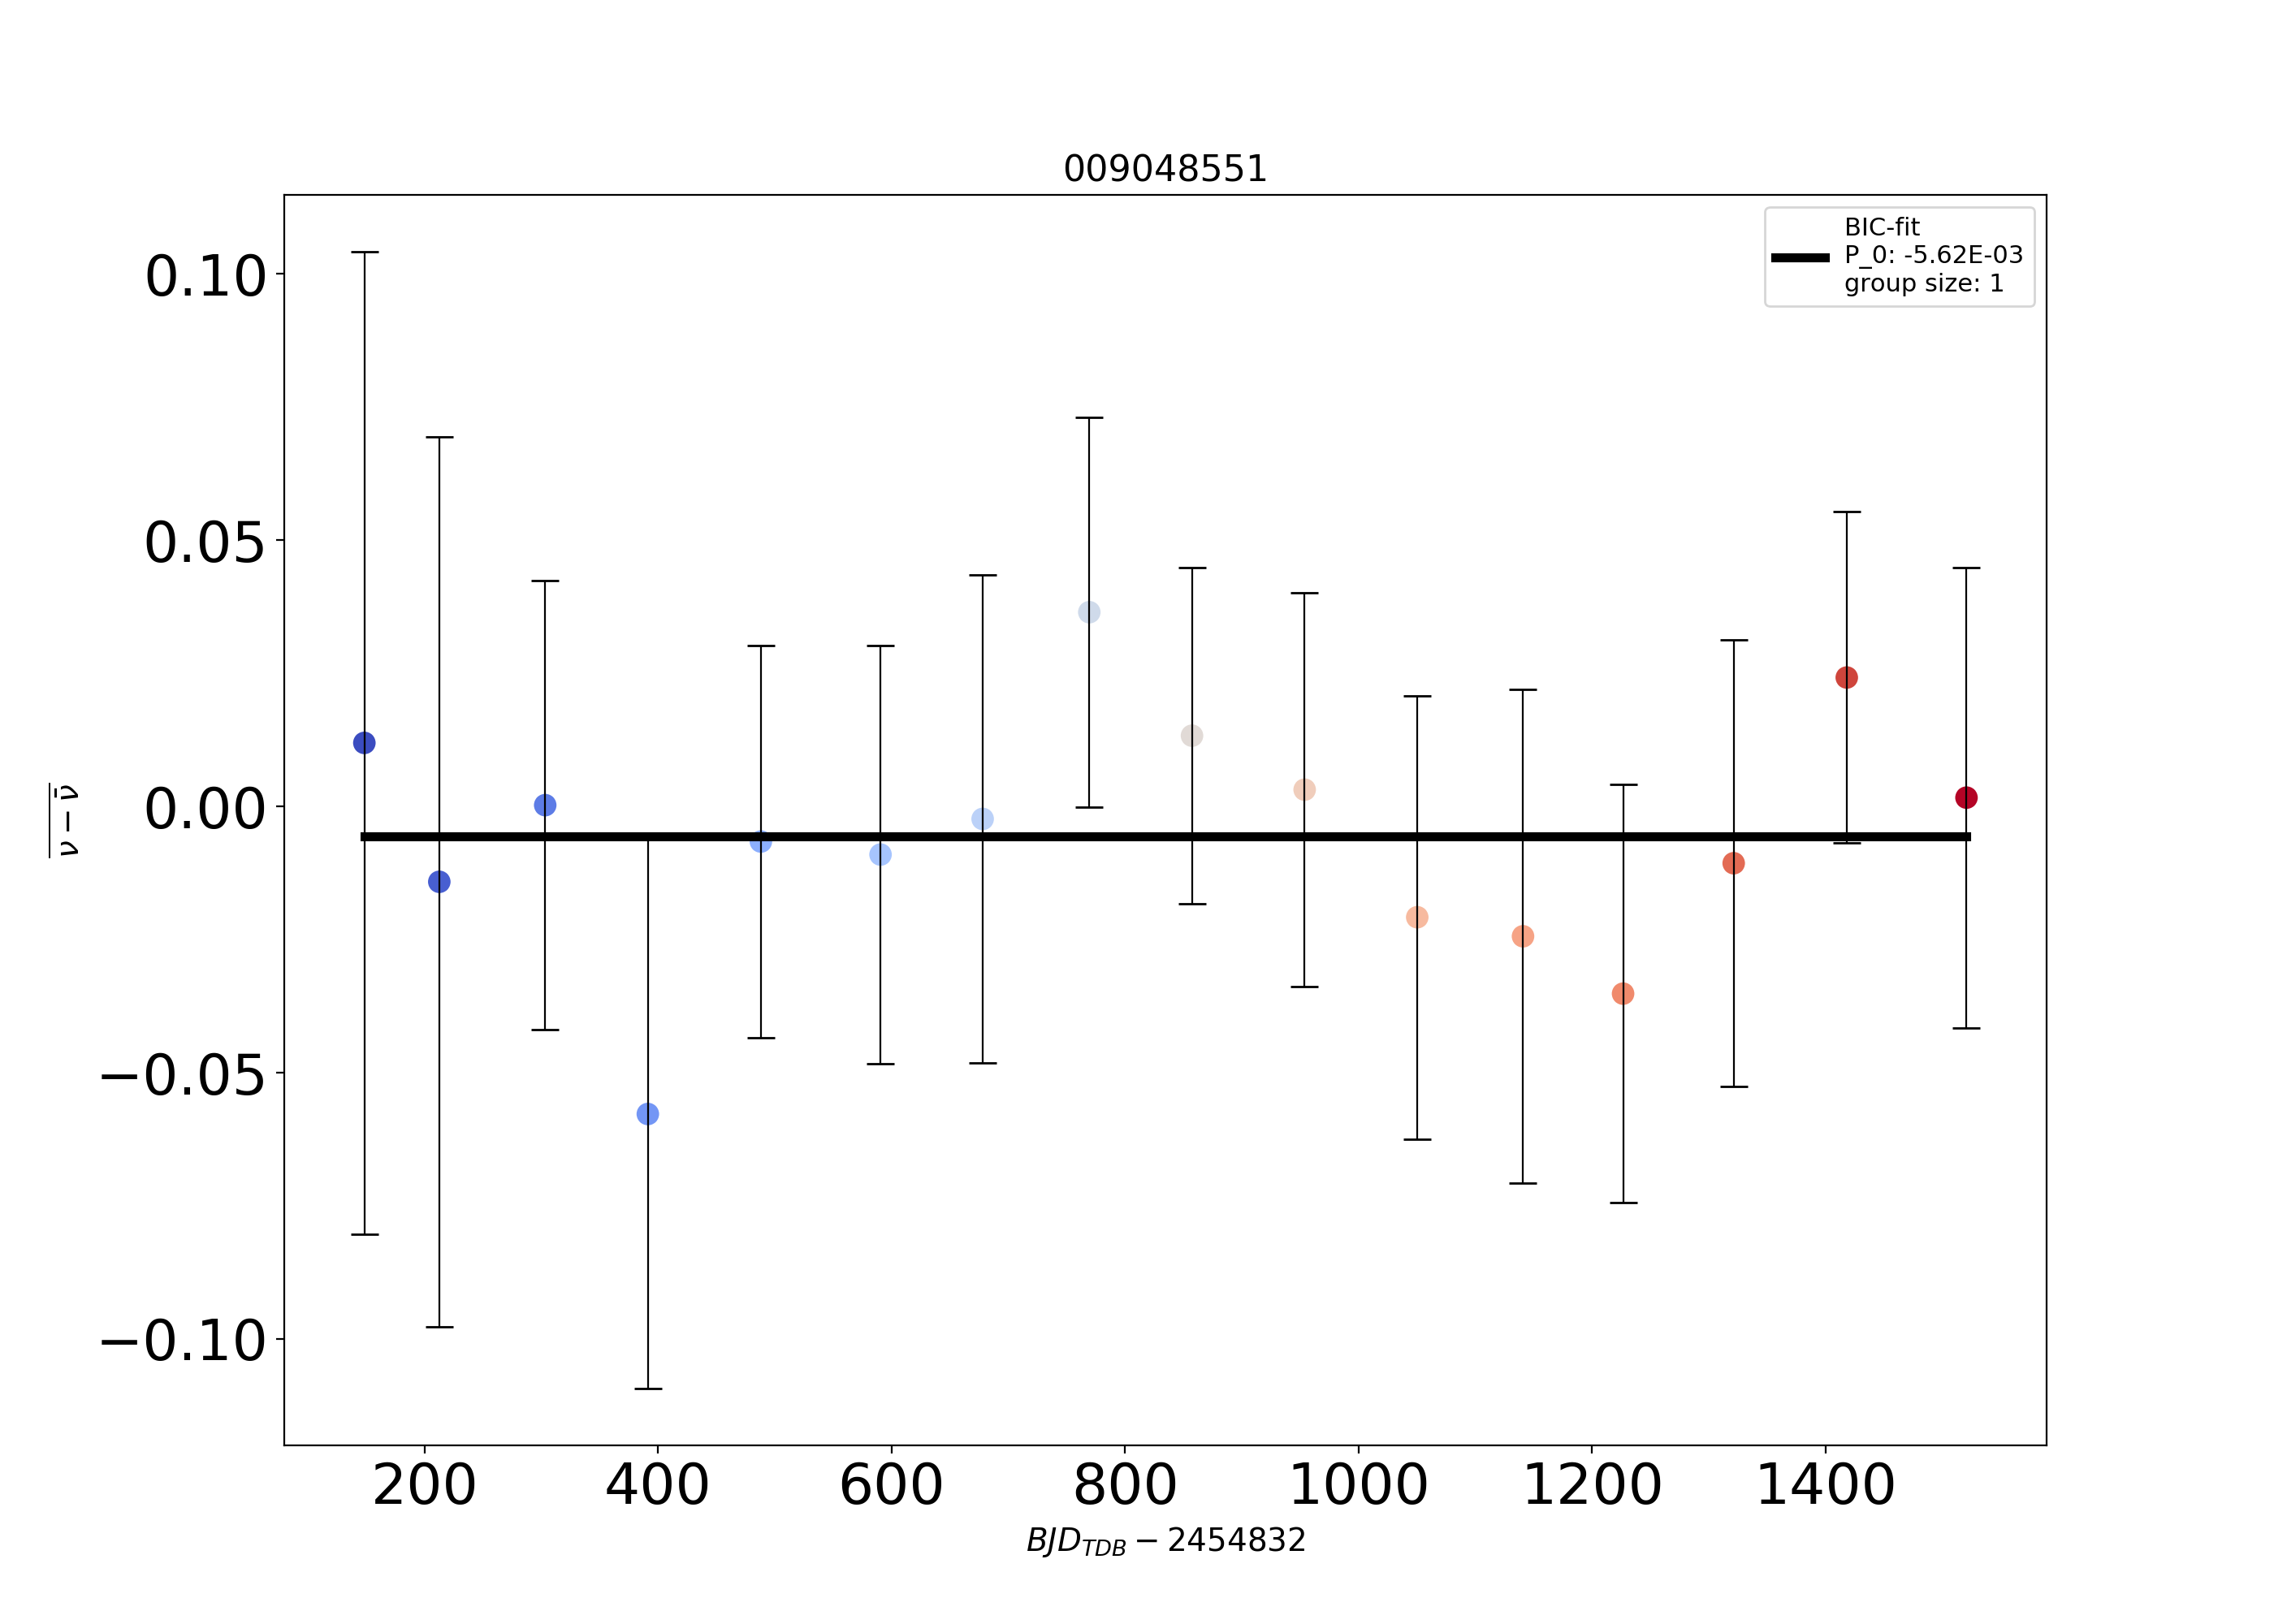 009048551
BIC-fit
P_0: -5.62E-03
group size: 1
0.10
0.05
0.00
−0.05
−0.10
ν − ν̄
200 400 600 800 1000 1200 1400
BJD_TDB − 2454832